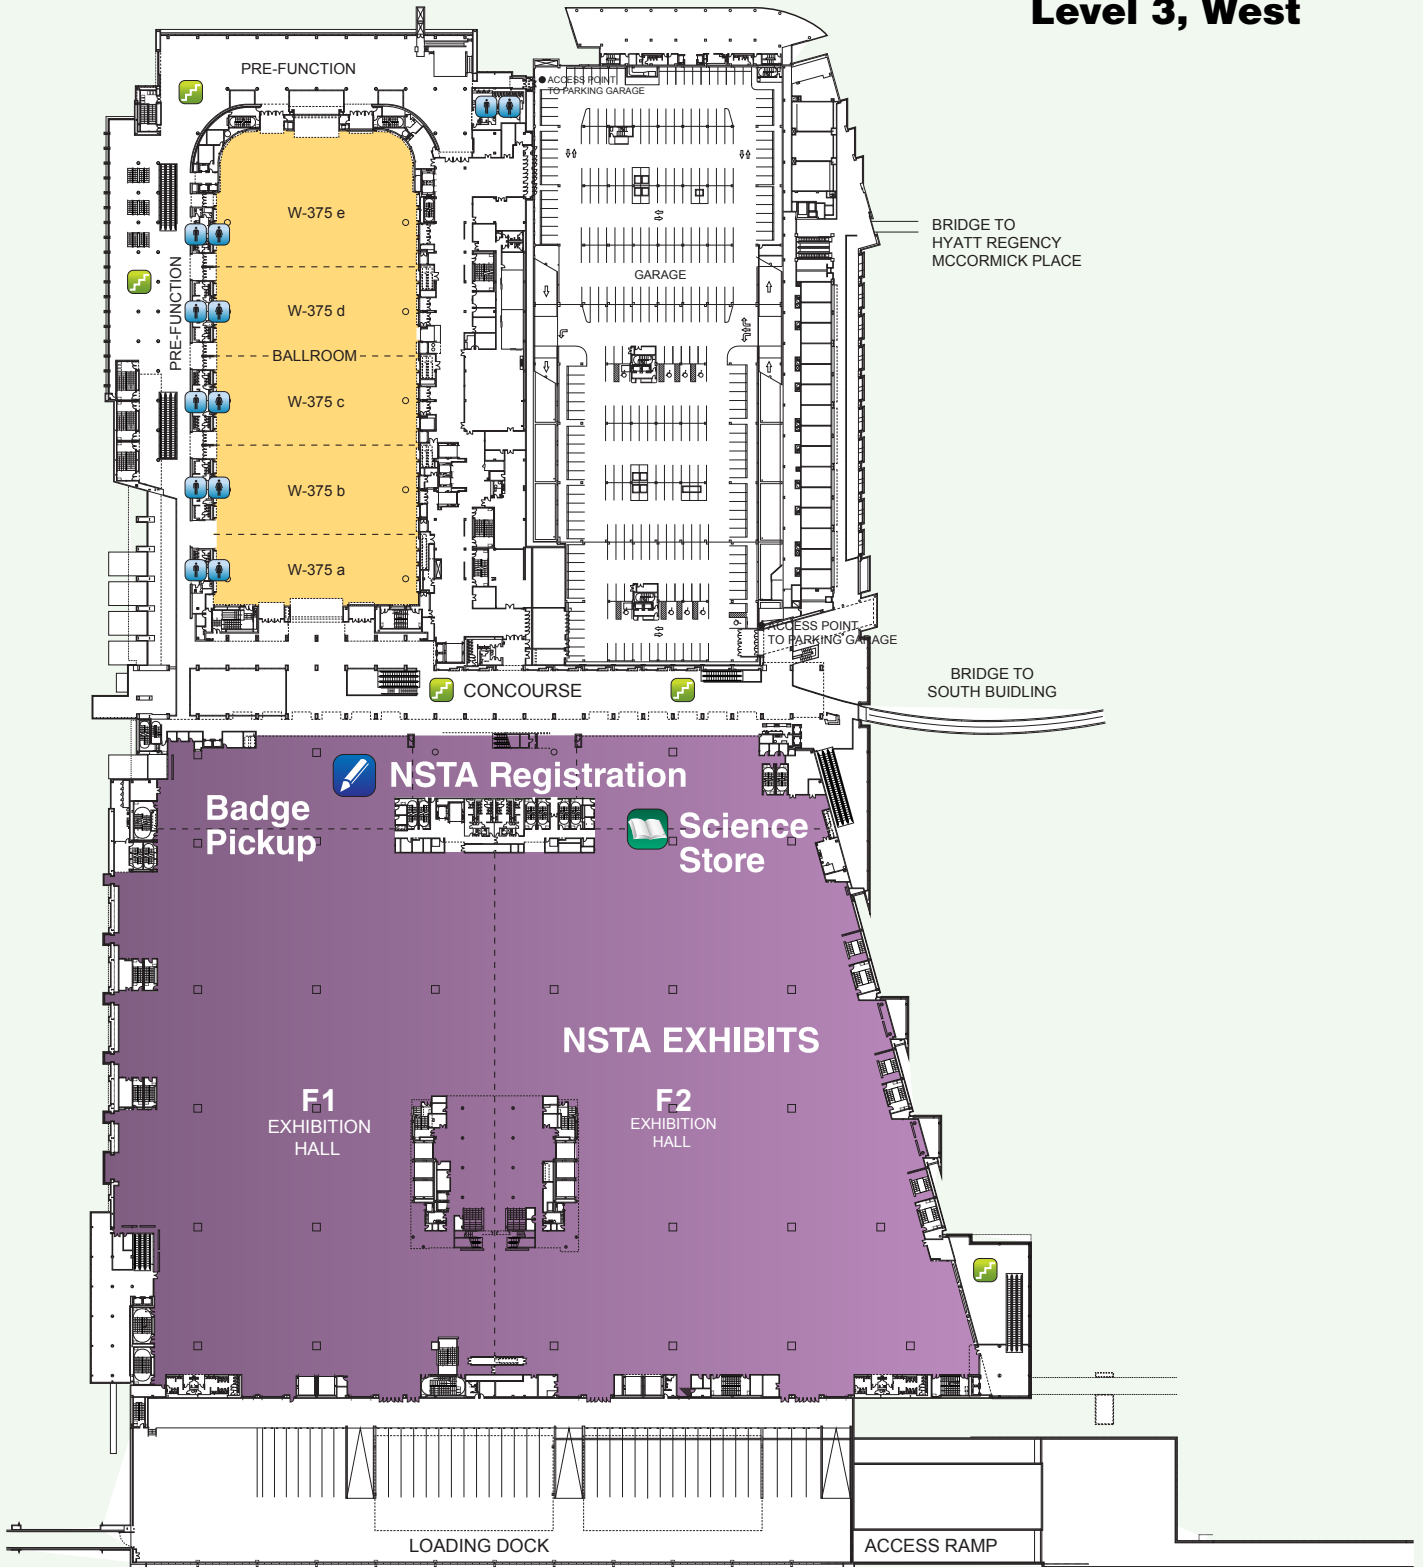 Level 3, West
PRE-FUNCTION
ACCESS POINT
TO PARKING GARAGE
W-375 e
BRIDGE TO
HYATT REGENCY
MCCORMICK PLACE
PRE-FUNCTION
GARAGE
W-375 d
BALLROOM
W-375 c
W-375 b
W-375 a
ACCESS POINT
TO PARKING GARAGE
CONCOURSE
BRIDGE TO
SOUTH BUIDLING
NSTA Registration
Badge
Pickup
Science
Store
NSTA EXHIBITS
F1
EXHIBITION
HALL
F2
EXHIBITION
HALL
LOADING DOCK
ACCESS RAMP